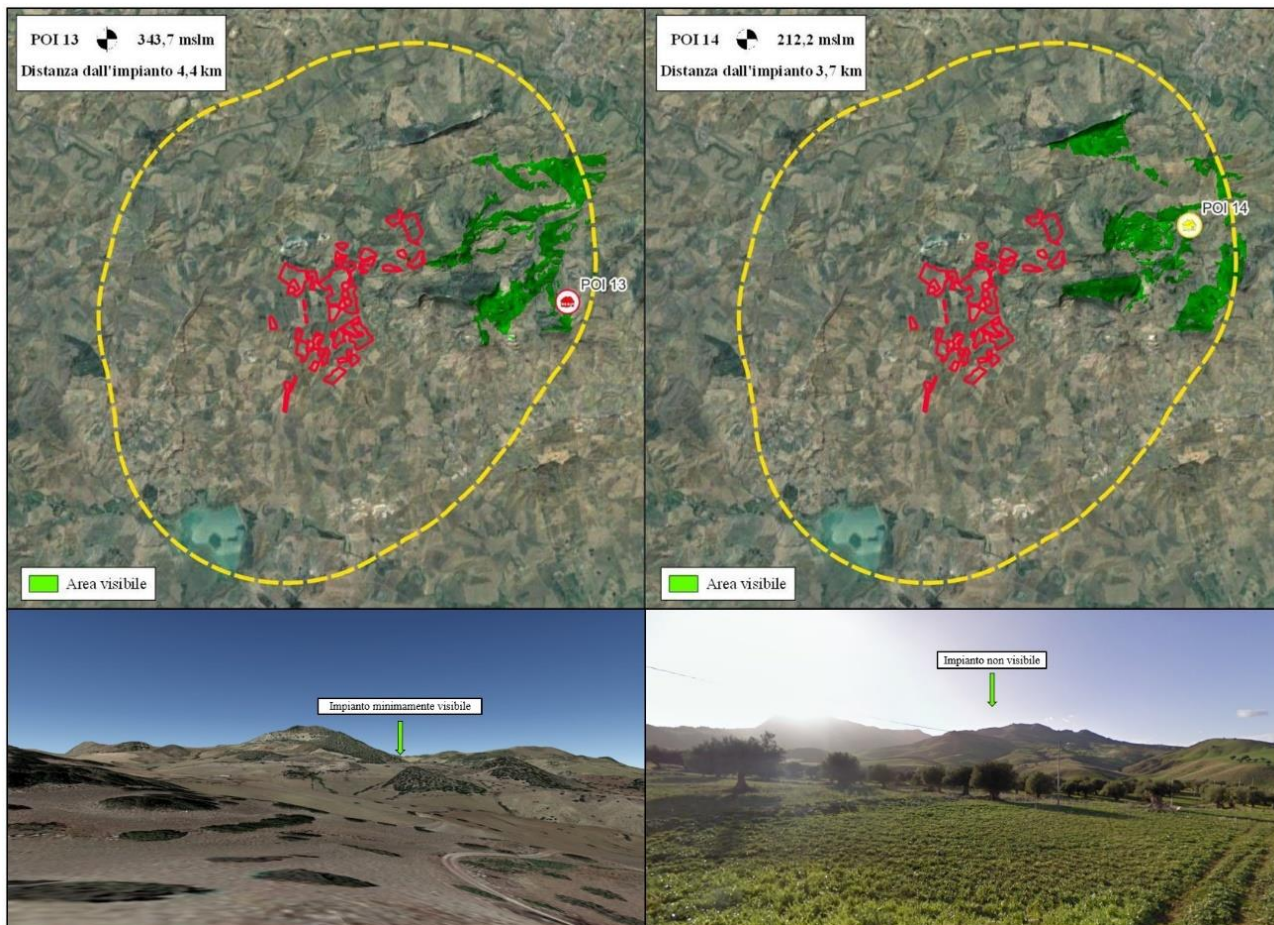 POI 13 343,7 mslm
Distanza dall'impianto 4,4 km
POI 13
Area visibile
POI 14 212,2 mslm
Distanza dall'impianto 3,7 km
POI 14
Area visibile
Impianto minimamente visibile
Impianto non visibile